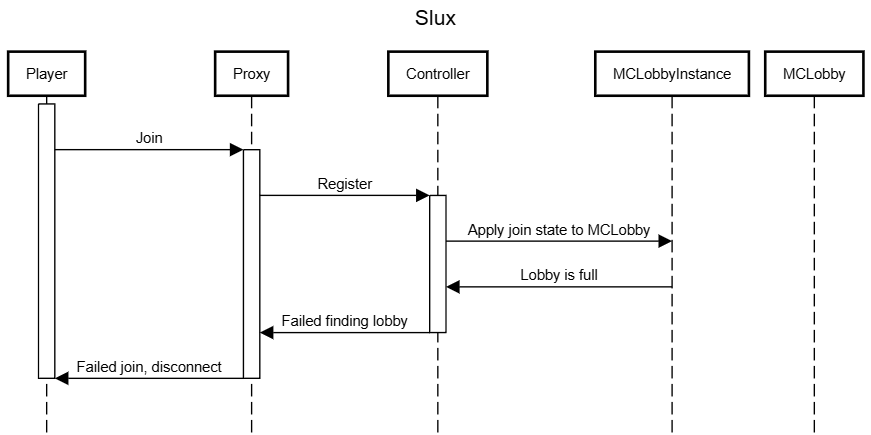 Slux
Player
Proxy
Controller
MCLobbyInstance
MCLobby
Join
Register
Apply join state to MCLobby
Lobby is full
Failed finding lobby
Failed join, disconnect